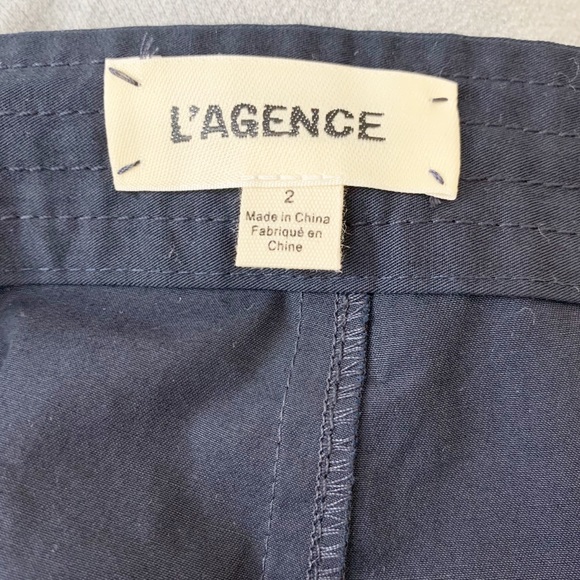 L'AGENCE
2
Made in China
Fabriqué en
Chine